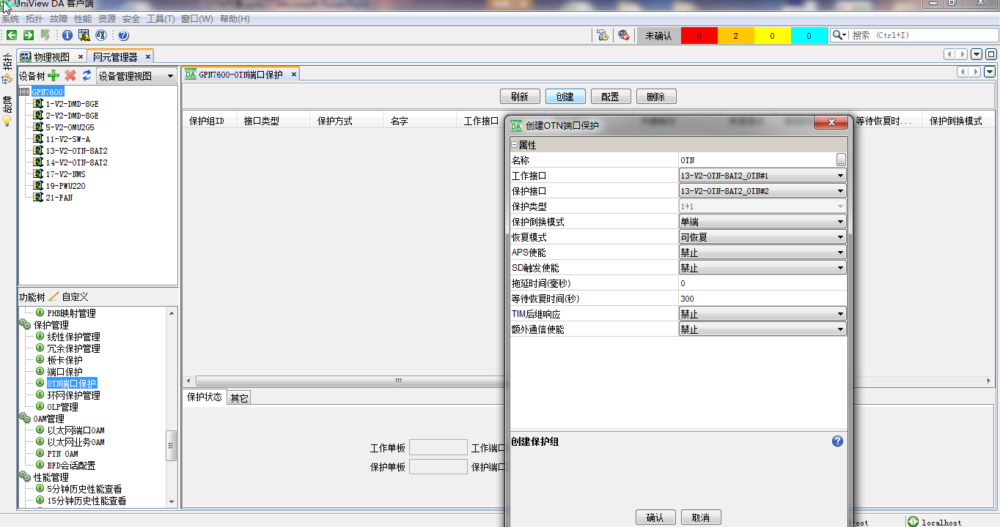 UniView DA 客户端
系统 拓扑 故障 性能 资源 安全 工具(T) 窗口(W) 帮助(H)
未确认 0 2 0 0 搜索 (Ctrl+I)
拓扑
故障
物理视图 × 网元管理器 ×
设备树 设备管理视图
GPN7600
1-V2-DMD-8GE
2-V2-DMD-8GE
5-V2-OMU2G5
11-V2-SW-A
13-V2-OTN-8AT2
14-V2-OTN-8AT2
17-V2-NMS
19-PWU220
21-FAN
功能树 自定义
PHB映射管理
保护管理
线性保护管理
冗余保护管理
板卡保护
端口保护
OTN端口保护
环网保护管理
OLP管理
OAM管理
以太网端口OAM
以太网业务OAM
PTN OAM
BFD会话配置
性能管理
5分钟历史性能查看
15分钟历史性能查看
DA GPN7600-OTN端口保护 ×
刷新 创建 配置 删除
保护组ID 接口类型 保护方式 名字 工作接口 等待恢复时... 保护倒换模式
保护状态 其它
工作单板 工作端口
保护单板 保护端口
DA 创建OTN端口保护
属性
名称 OTN ...
工作接口 13-V2-OTN-8AT2_OTN#1
保护接口 13-V2-OTN-8AT2_OTN#2
保护类型 1+1
保护倒换模式 单端
恢复模式 可恢复
APS使能 禁止
SD触发使能 禁止
拖延时间(毫秒) 0
等待恢复时间(秒) 300
TIM后继响应 禁止
额外通信使能 禁止
创建保护组
确认 取消
root localhost